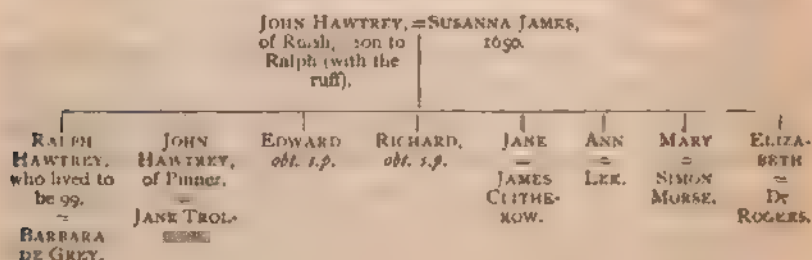 JOHN HAWTREY, = SUSANNA JAMES,
of Ruish, son to 1690.
Ralph (with the
ruff).
RALPH JOHN EDWARD RICHARD, JANE ANN MARY ELIZA-
HAWTREY, HAWTREY, obt. s.p. obt. s.p. = = = BETH
who lived to of Pinner. JAMES LEE. SIMON =
be 99. = CLITHE- MORSE. Dr
= JANE TROL- ROW. ROGERS.
BARBARA
DE GREY.